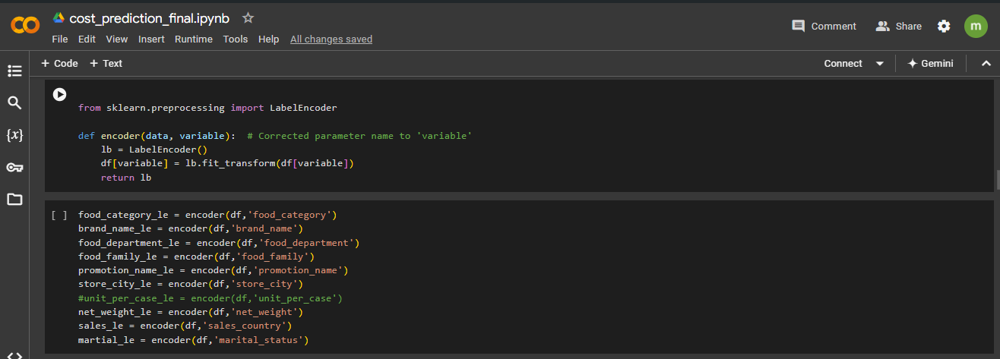 cost_prediction_final.ipynb
File Edit View Insert Runtime Tools Help All changes saved
Comment Share m
+ Code + Text Connect Gemini
{x}
from sklearn.preprocessing import LabelEncoder
def encoder(data, variable):  # Corrected parameter name to 'variable'
    lb = LabelEncoder()
    df[variable] = lb.fit_transform(df[variable])
    return lb
[ ] food_category_le = encoder(df,'food_category')
brand_name_le = encoder(df,'brand_name')
food_department_le = encoder(df,'food_department')
food_family_le = encoder(df,'food_family')
promotion_name_le = encoder(df,'promotion_name')
store_city_le = encoder(df,'store_city')
#unit_per_case_le = encoder(df,'unit_per_case')
net_weight_le = encoder(df,'net_weight')
sales_le = encoder(df,'sales_country')
martial_le = encoder(df,'marital_status')